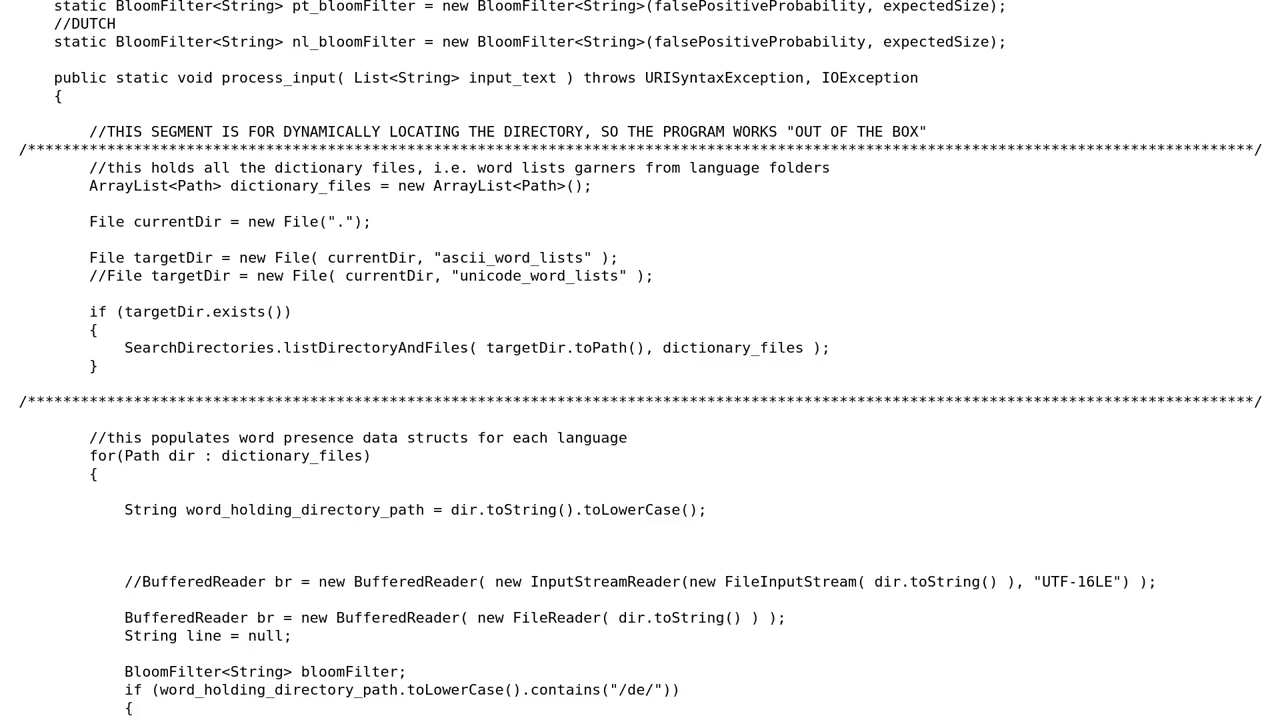 static BloomFilter<String> pt_bloomFilter = new BloomFilter<String>(falsePositiveProbability, expectedSize);
//DUTCH
static BloomFilter<String> nl_bloomFilter = new BloomFilter<String>(falsePositiveProbability, expectedSize);
public static void process_input( List<String> input_text ) throws URISyntaxException, IOException
{
//THIS SEGMENT IS FOR DYNAMICALLY LOCATING THE DIRECTORY, SO THE PROGRAM WORKS "OUT OF THE BOX"
/*******************************************************************************************************************************************/
//this holds all the dictionary files, i.e. word lists garners from language folders
ArrayList<Path> dictionary_files = new ArrayList<Path>();
File currentDir = new File(".");
File targetDir = new File( currentDir, "ascii_word_lists" );
//File targetDir = new File( currentDir, "unicode_word_lists" );
if (targetDir.exists())
{
SearchDirectories.listDirectoryAndFiles( targetDir.toPath(), dictionary_files );
}
/*******************************************************************************************************************************************/
//this populates word presence data structs for each language
for(Path dir : dictionary_files)
{
String word_holding_directory_path = dir.toString().toLowerCase();
//BufferedReader br = new BufferedReader( new InputStreamReader(new FileInputStream( dir.toString() ), "UTF-16LE") );
BufferedReader br = new BufferedReader( new FileReader( dir.toString() ) );
String line = null;
BloomFilter<String> bloomFilter;
if (word_holding_directory_path.toLowerCase().contains("/de/"))
{